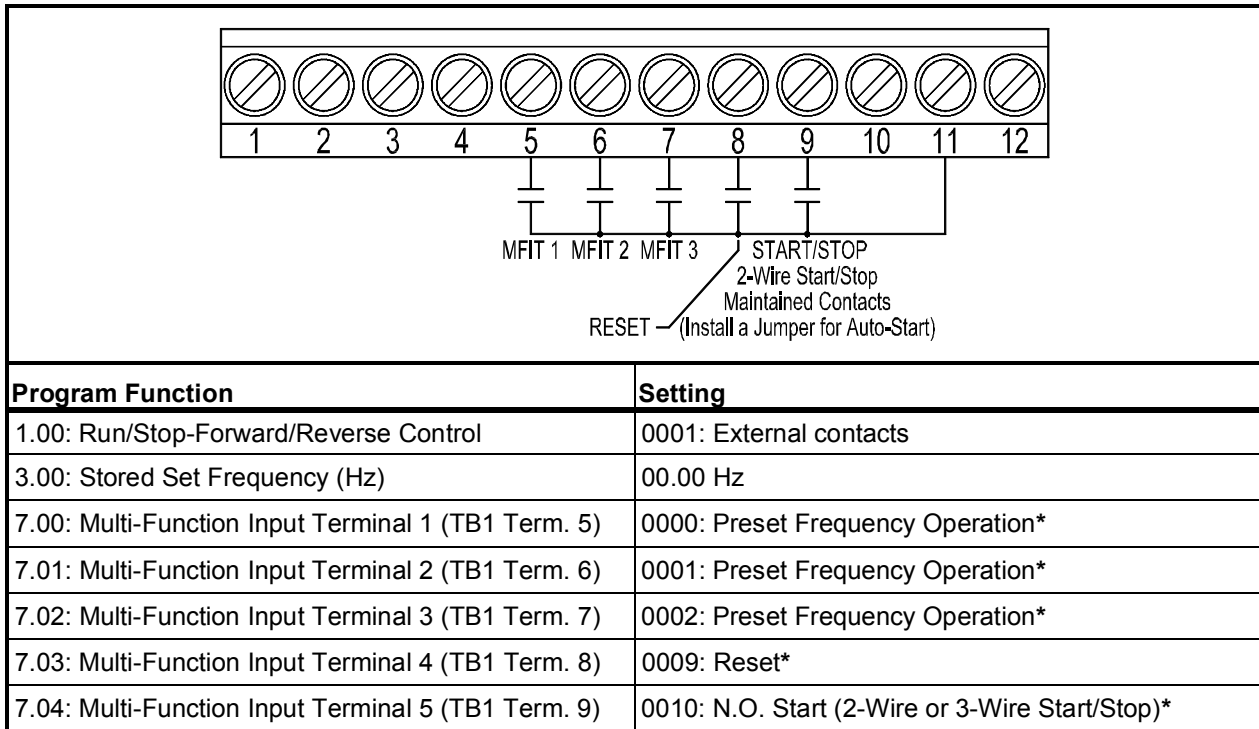 1 2 3 4 5 6 7 8 9 10 11 12
MFIT 1 MFIT 2 MFIT 3 START/STOP
2-Wire Start/Stop
Maintained Contacts
RESET (Install a Jumper for Auto-Start)
Program Function Setting
1.00: Run/Stop-Forward/Reverse Control 0001: External contacts
3.00: Stored Set Frequency (Hz) 00.00 Hz
7.00: Multi-Function Input Terminal 1 (TB1 Term. 5) 0000: Preset Frequency Operation*
7.01: Multi-Function Input Terminal 2 (TB1 Term. 6) 0001: Preset Frequency Operation*
7.02: Multi-Function Input Terminal 3 (TB1 Term. 7) 0002: Preset Frequency Operation*
7.03: Multi-Function Input Terminal 4 (TB1 Term. 8) 0009: Reset*
7.04: Multi-Function Input Terminal 5 (TB1 Term. 9) 0010: N.O. Start (2-Wire or 3-Wire Start/Stop)*